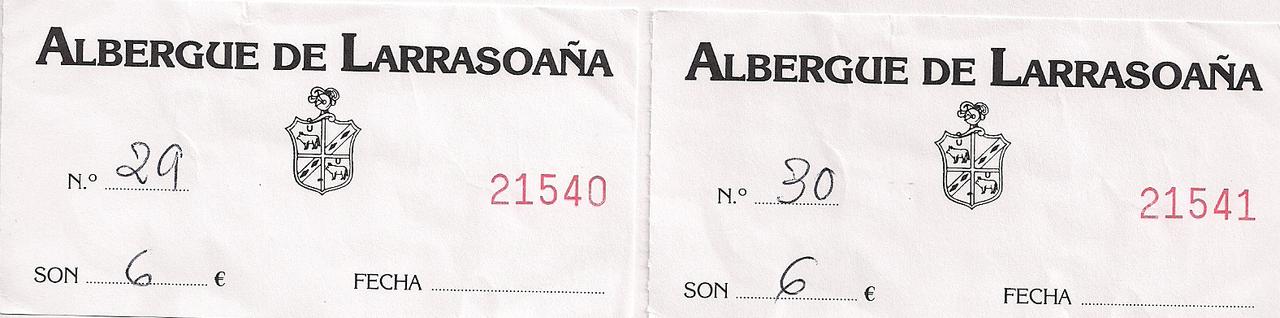 ALBERGUE DE LARRASOAÑA
N.º 29
21540
SON 6 €
FECHA
ALBERGUE DE LARRASOAÑA
N.º 30
21541
SON 6 €
FECHA